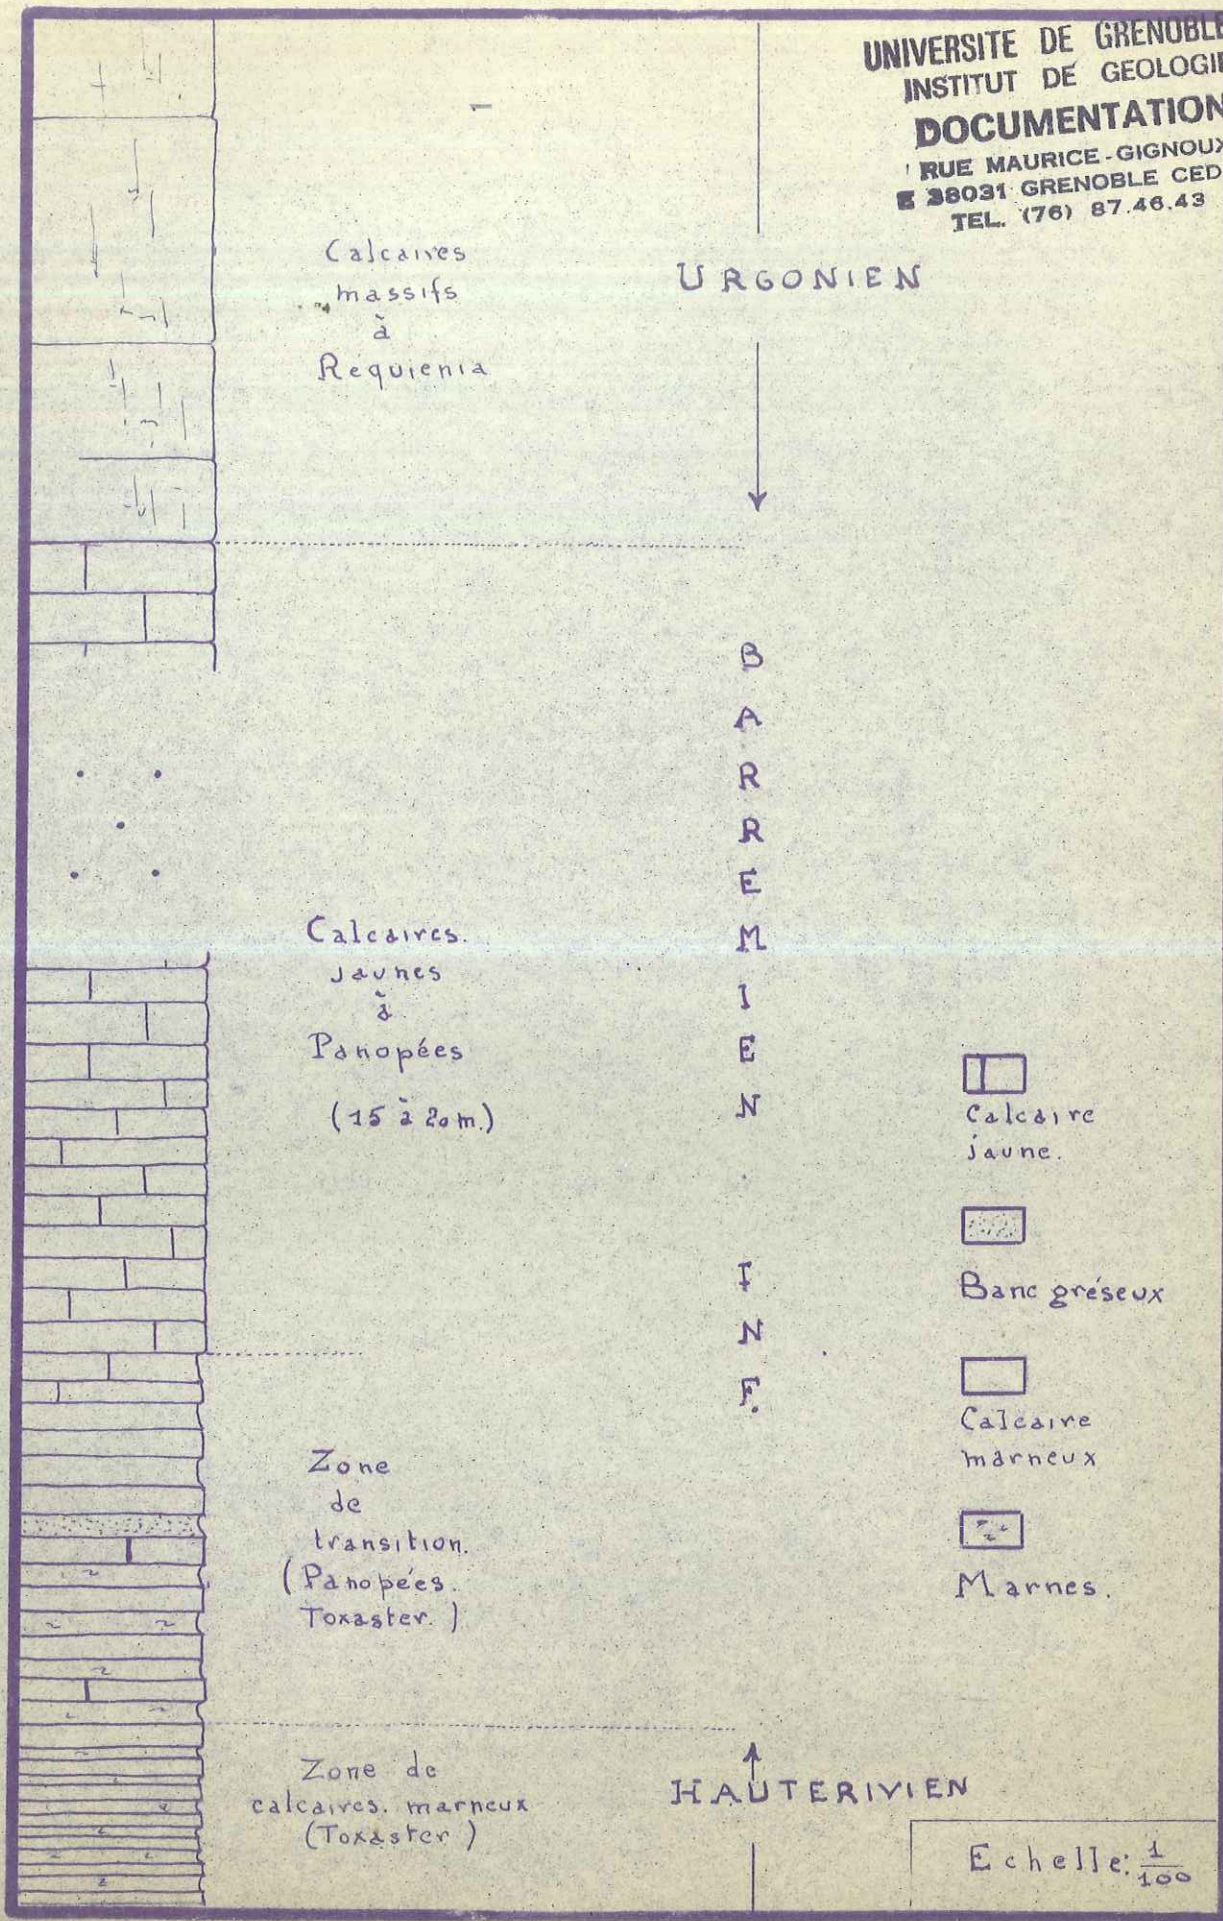 UNIVERSITE DE GRENOBLE
INSTITUT DE GEOLOGIE
DOCUMENTATION
RUE MAURICE-GIGNOUX
38031 GRENOBLE CED
TEL. (76) 87.46.43
Calcaires
massifs
à
Requienia
URGONIEN
BARREMIEN INF.
Calcaires.
jaunes
à
Panopées
(15 à 20 m.)
Calcaire
jaune.
Banc gréseux
Calcaire
marneux
Marnes.
Zone
de
transition.
(Panopées.
Toxaster.)
Zone de
calcaires. marneux
(Toxaster)
HAUTERIVIEN
Echelle: 1/100